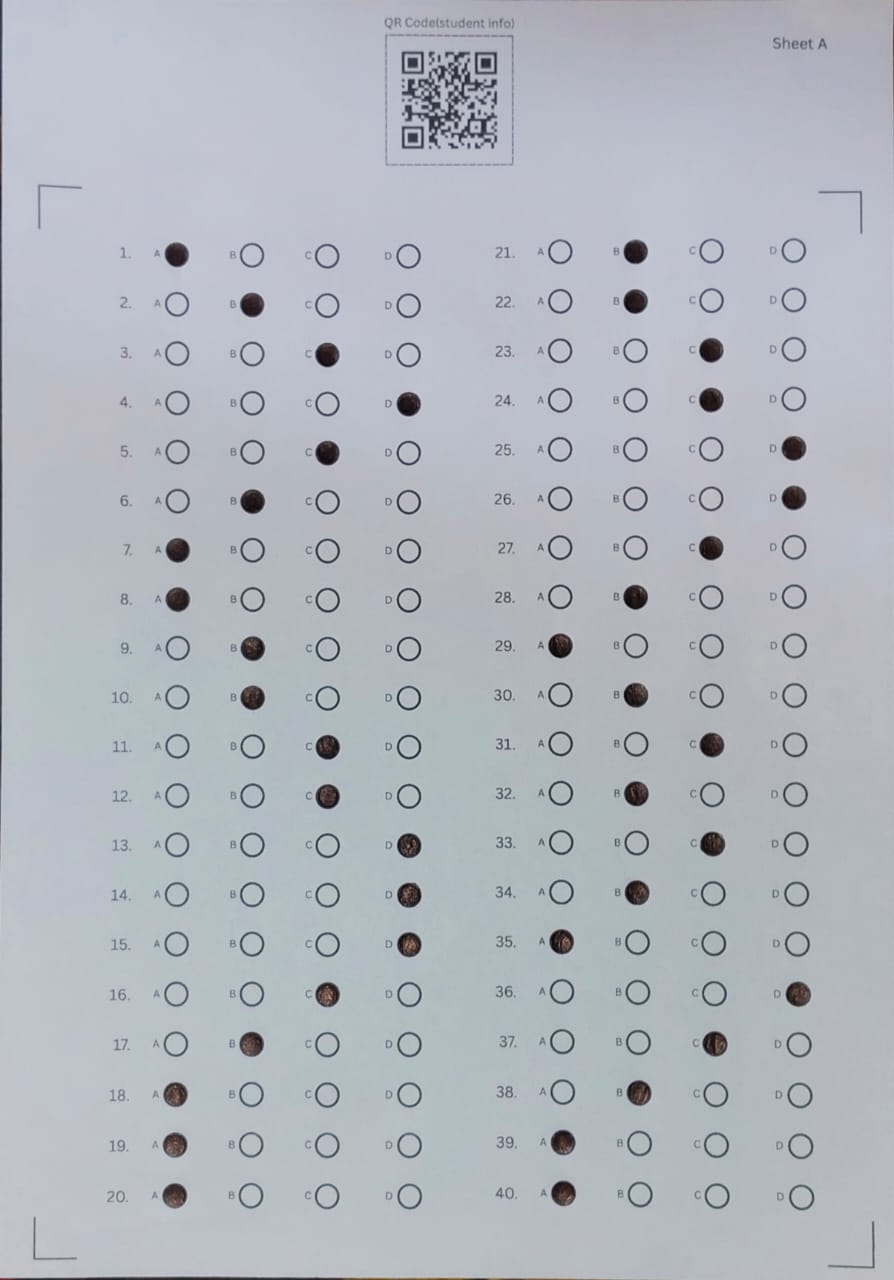 QR Code(student info)
Sheet A
1. A B C D
2. A B C D
3. A B C D
4. A B C D
5. A B C D
6. A B C D
7. A B C D
8. A B C D
9. A B C D
10. A B C D
11. A B C D
12. A B C D
13. A B C D
14. A B C D
15. A B C D
16. A B C D
17. A B C D
18. A B C D
19. A B C D
20. A B C D
21. A B C D
22. A B C D
23. A B C D
24. A B C D
25. A B C D
26. A B C D
27. A B C D
28. A B C D
29. A B C D
30. A B C D
31. A B C D
32. A B C D
33. A B C D
34. A B C D
35. A B C D
36. A B C D
37. A B C D
38. A B C D
39. A B C D
40. A B C D